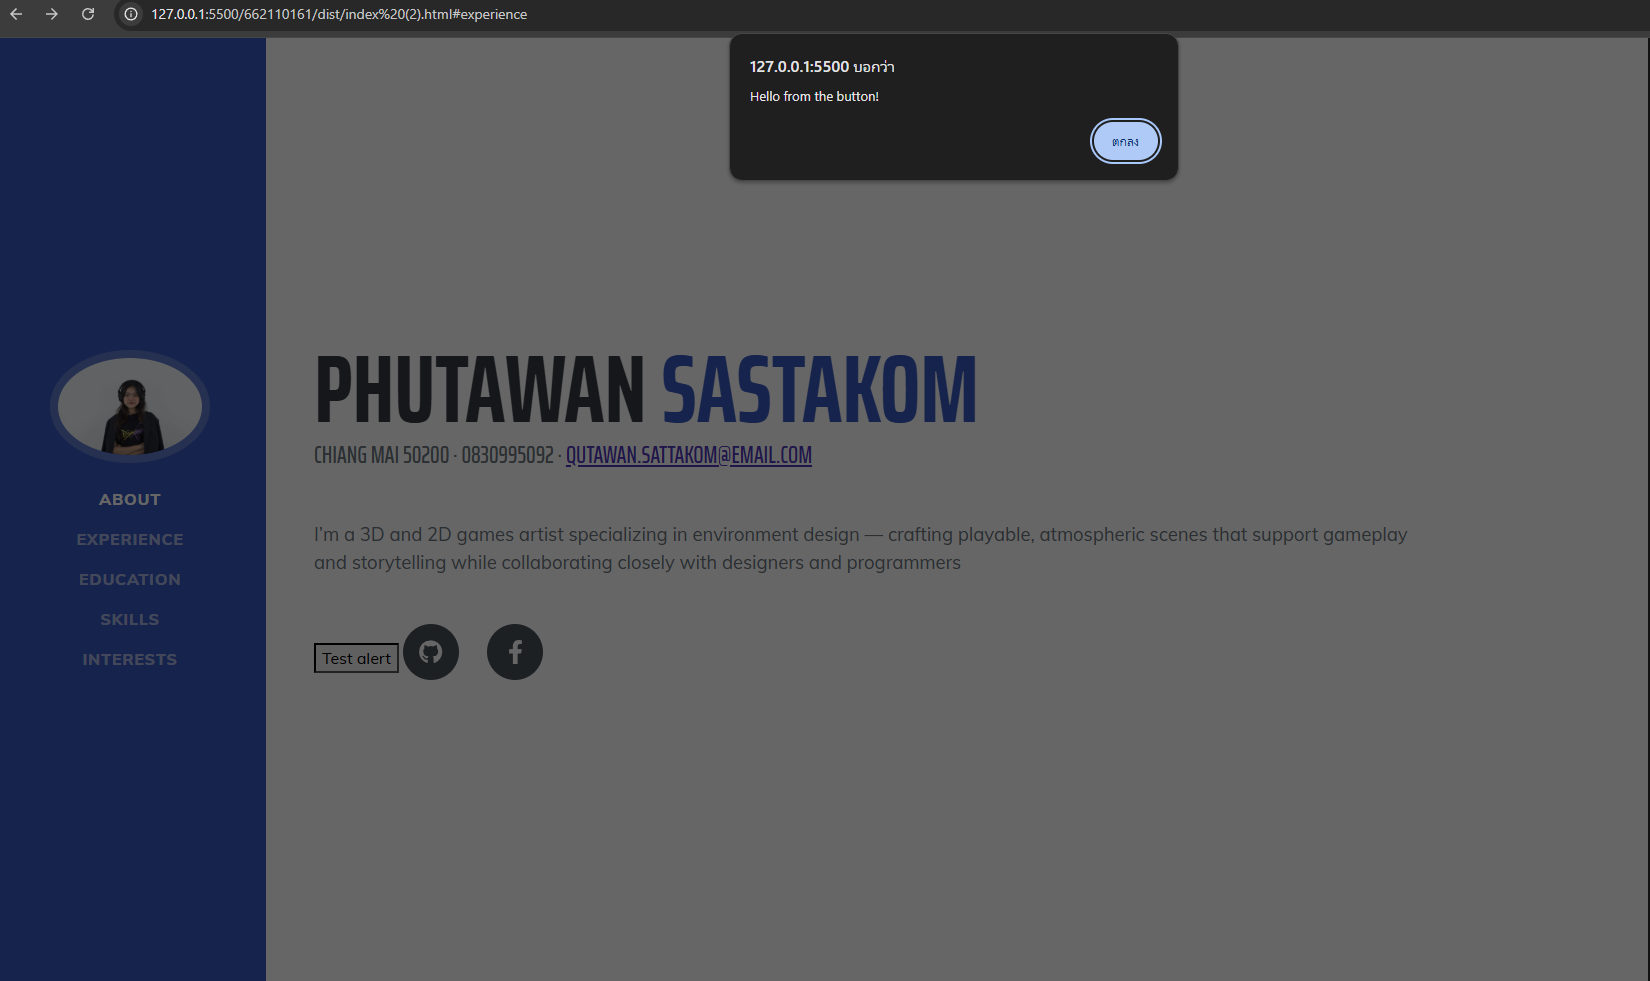 127.0.0.1:5500/662110161/dist/index%20(2).html#experience
127.0.0.1:5500 บอกว่า
Hello from the button!
ตกลง
ABOUT
EXPERIENCE
EDUCATION
SKILLS
INTERESTS
PHUTAWAN SASTAKOM
CHIANG MAI 50200 · 0830995092 · QUTAWAN.SATTAKOM@EMAIL.COM
I'm a 3D and 2D games artist specializing in environment design — crafting playable, atmospheric scenes that support gameplay
and storytelling while collaborating closely with designers and programmers
Test alert